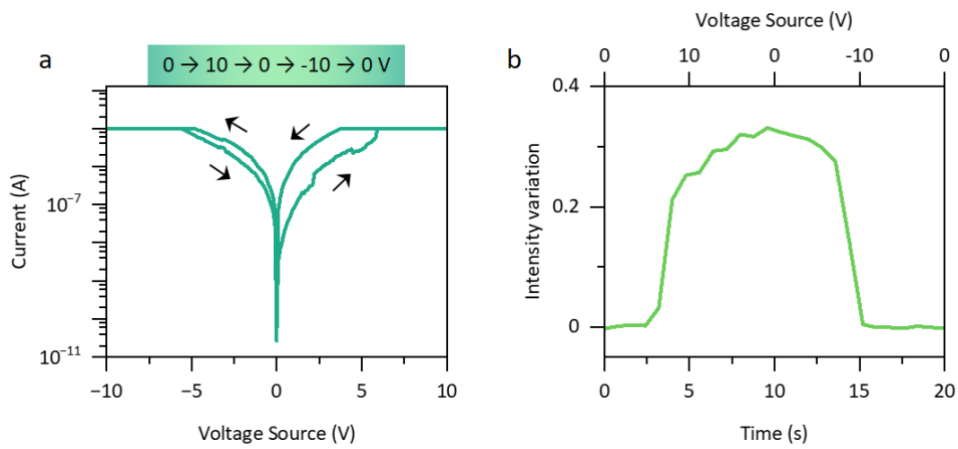 a
0 → 10 → 0 → -10 → 0 V
Current (A)
10⁻⁷
10⁻¹¹
−10 −5 0 5 10
Voltage Source (V)
b
Voltage Source (V)
0 10 0 -10 0
Intensity variation
0.4
0.2
0
0 5 10 15 20
Time (s)